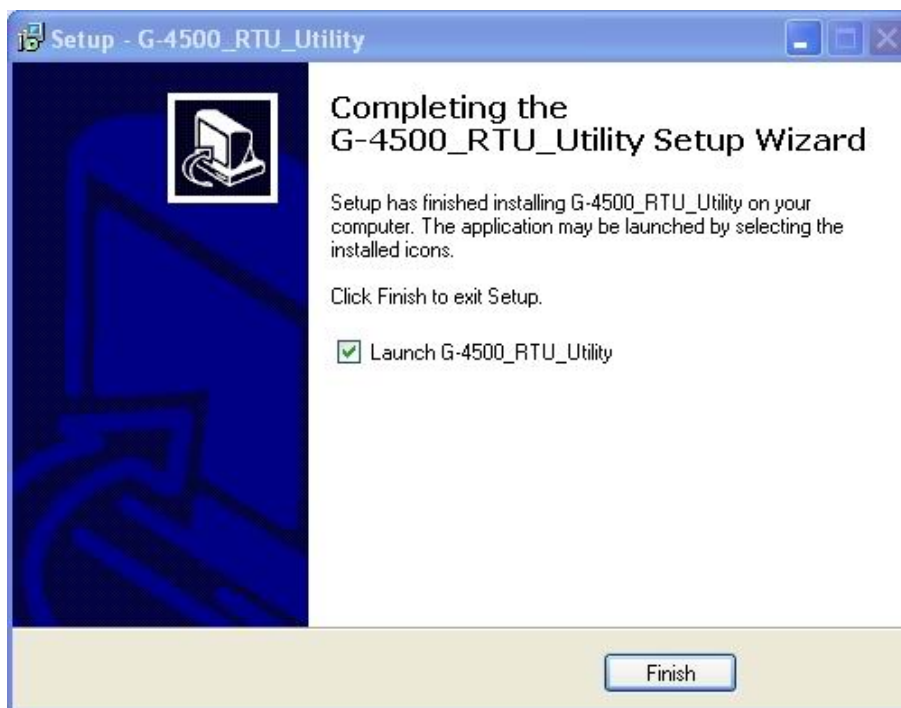 Setup - G-4500_RTU_Utility
Completing the
G-4500_RTU_Utility Setup Wizard
Setup has finished installing G-4500_RTU_Utility on your
computer. The application may be launched by selecting the
installed icons.
Click Finish to exit Setup.
Launch G-4500_RTU_Utility
Finish